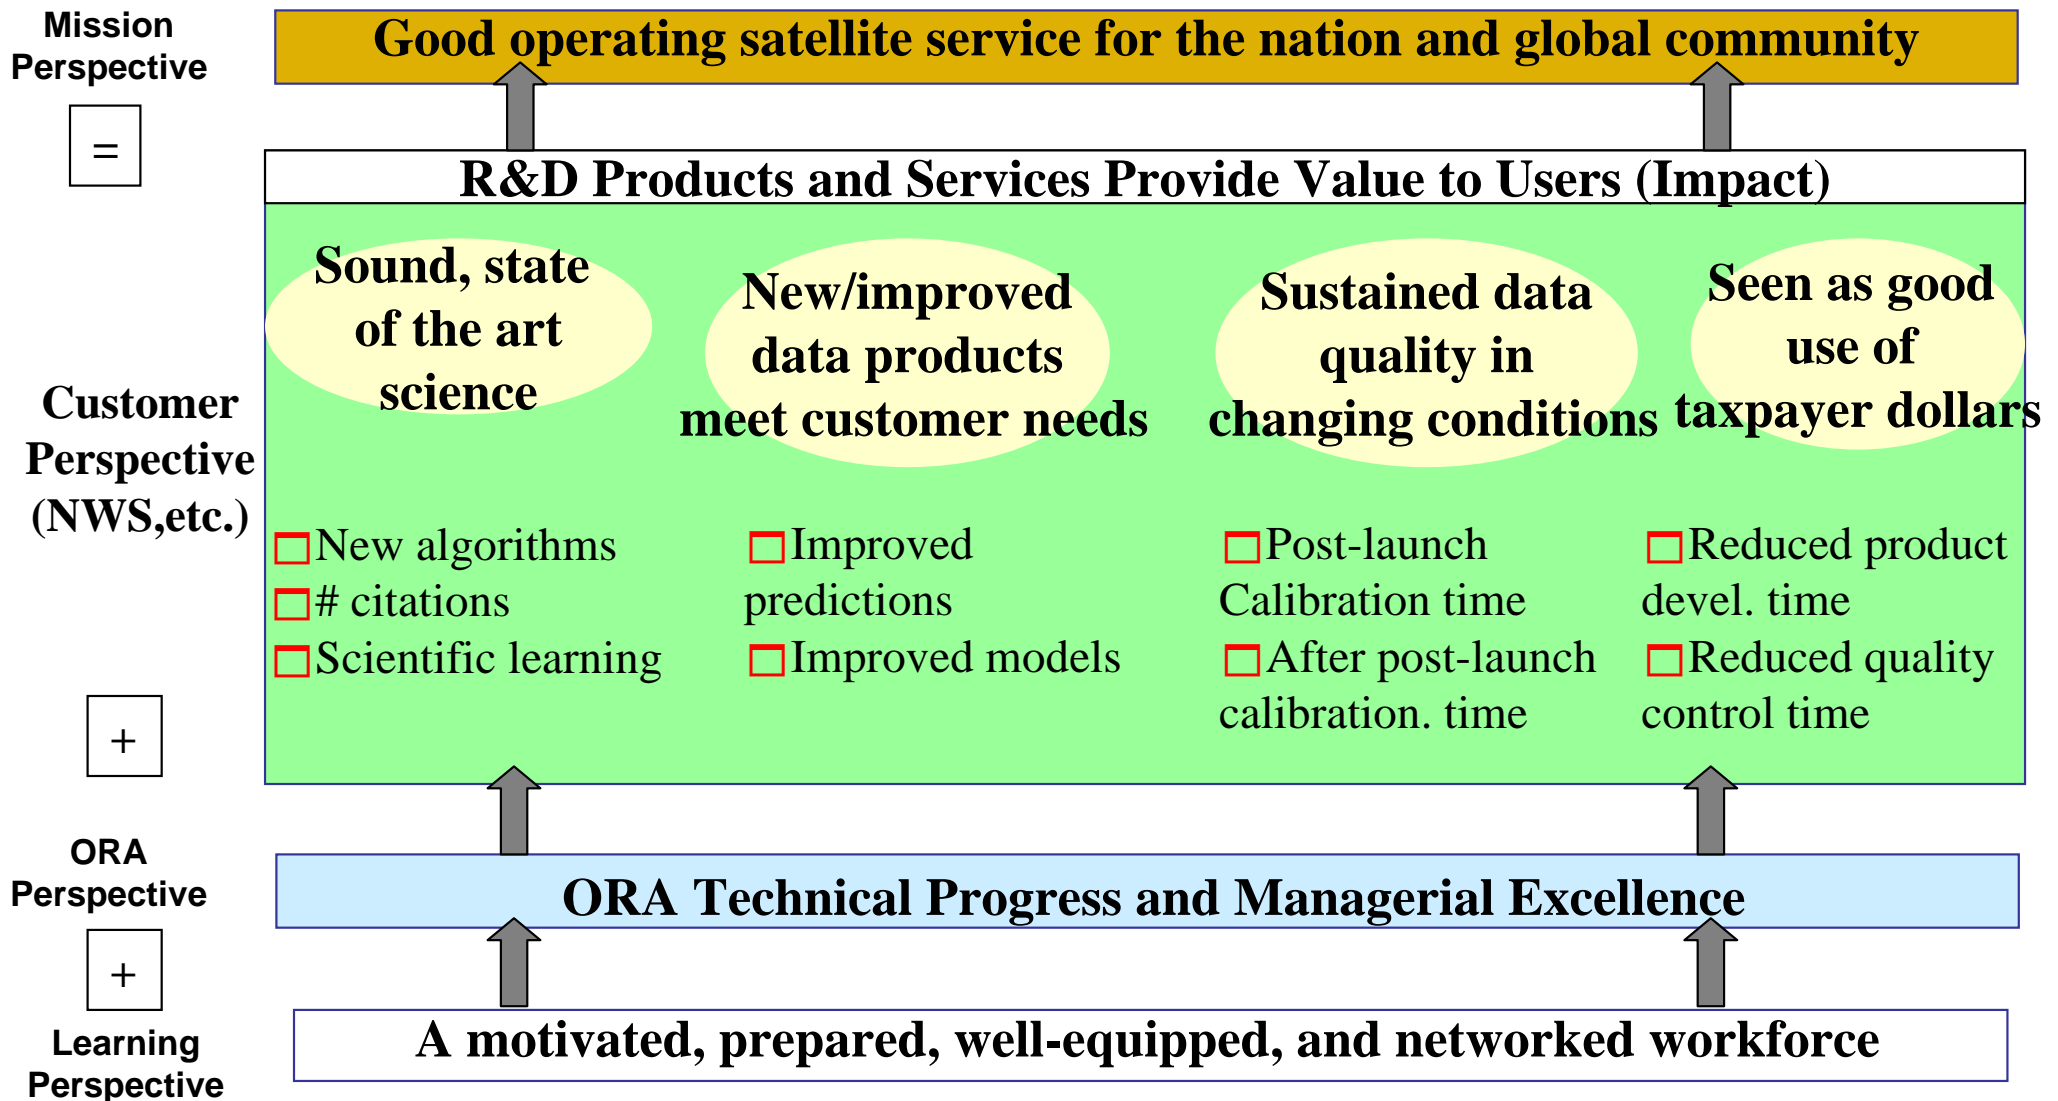 Mission
Perspective
Good operating satellite service for the nation and global community
=
R&D Products and Services Provide Value to Users (Impact)
Sound, state
of the art
science
New/improved
data products
meet customer needs
Sustained data
quality in
changing conditions
Seen as good
use of
taxpayer dollars
Customer
Perspective
(NWS,etc.)
New algorithms
# citations
Scientific learning
Improved
predictions
Improved models
Post-launch
Calibration time
After post-launch
calibration. time
Reduced product
devel. time
Reduced quality
control time
+
ORA
Perspective
ORA Technical Progress and Managerial Excellence
+
Learning
Perspective
A motivated, prepared, well-equipped, and networked workforce